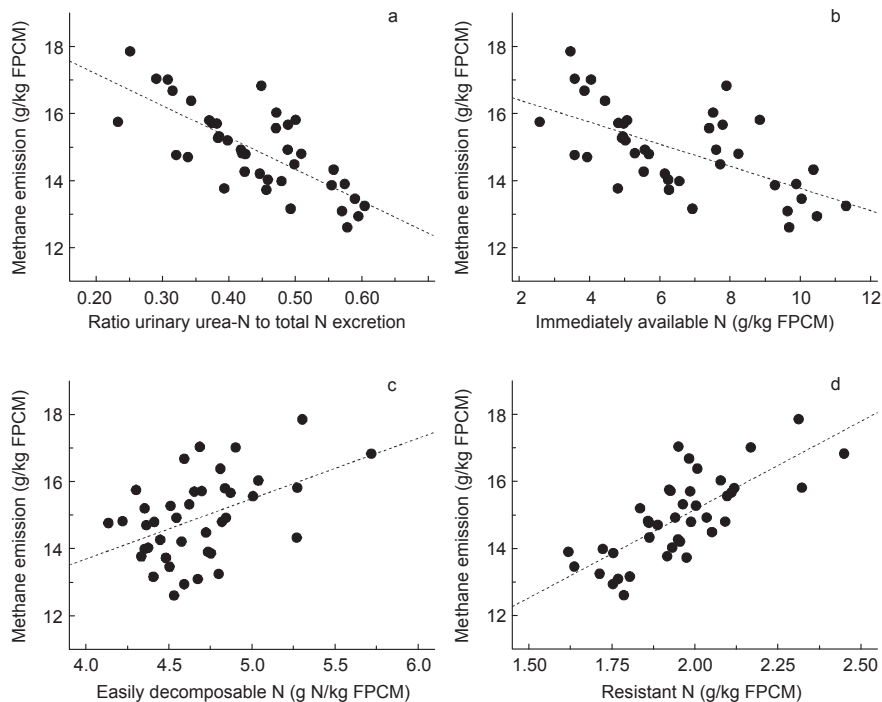 a
Methane emission (g/kg FPCM)
18
16
14
12
0.20 0.30 0.40 0.50 0.60
Ratio urinary urea-N to total N excretion
b
Methane emission (g/kg FPCM)
18
16
14
12
2 4 6 8 10 12
Immediately available N (g/kg FPCM)
c
Methane emission (g/kg FPCM)
18
16
14
12
4.0 4.5 5.0 5.5 6.0
Easily decomposable N (g N/kg FPCM)
d
Methane emission (g/kg FPCM)
18
16
14
12
1.50 1.75 2.00 2.25 2.50
Resistant N (g/kg FPCM)